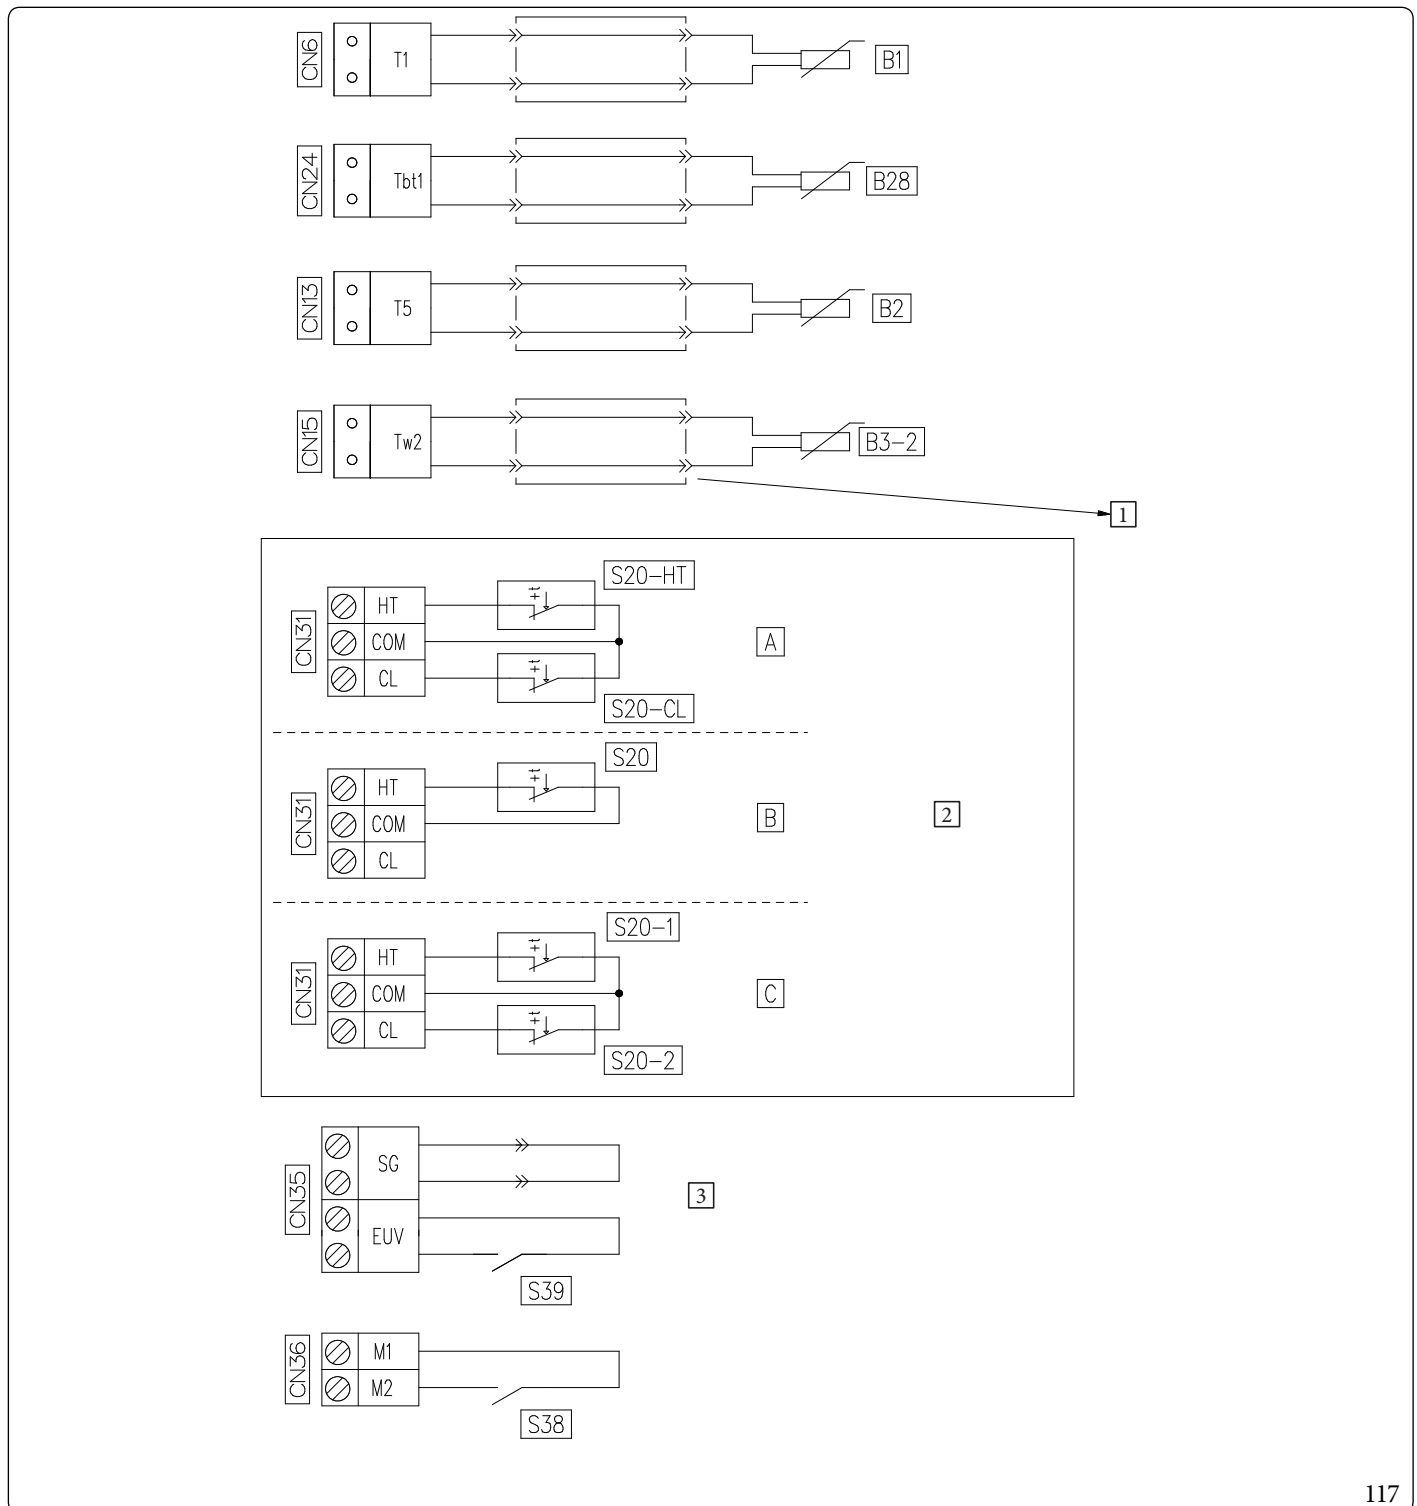 CN6
T1
B1
CN24
Tbt1
B28
CN13
T5
B2
CN15
Tw2
B3-2
1
S20-HT
CN31
HT
COM
CL
+t
+t
A
S20-CL
S20
CN31
HT
COM
CL
+t
B
2
S20-1
CN31
HT
COM
CL
+t
+t
C
S20-2
CN35
SG
EUV
3
S39
CN36
M1
M2
S38
117